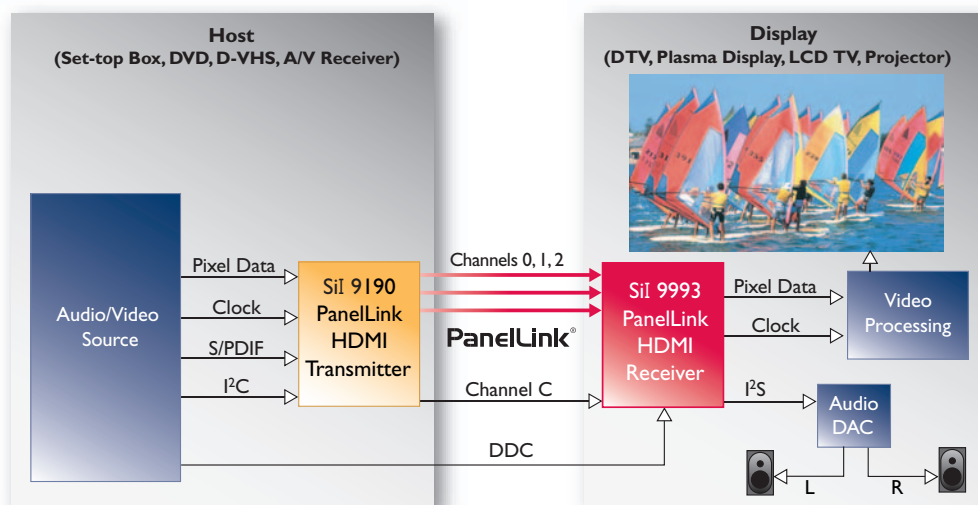 Host
(Set-top Box, DVD, D-VHS, A/V Receiver)
Display
(DTV, Plasma Display, LCD TV, Projector)
Audio/Video
Source
Pixel Data
Clock
S/PDIF
I²C
SiI 9190
PanelLink
HDMI
Transmitter
Channels 0, 1, 2
PanelLink®
Channel C
DDC
SiI 9993
PanelLink
HDMI
Receiver
Pixel Data
Clock
I²S
Video
Processing
Audio
DAC
L
R